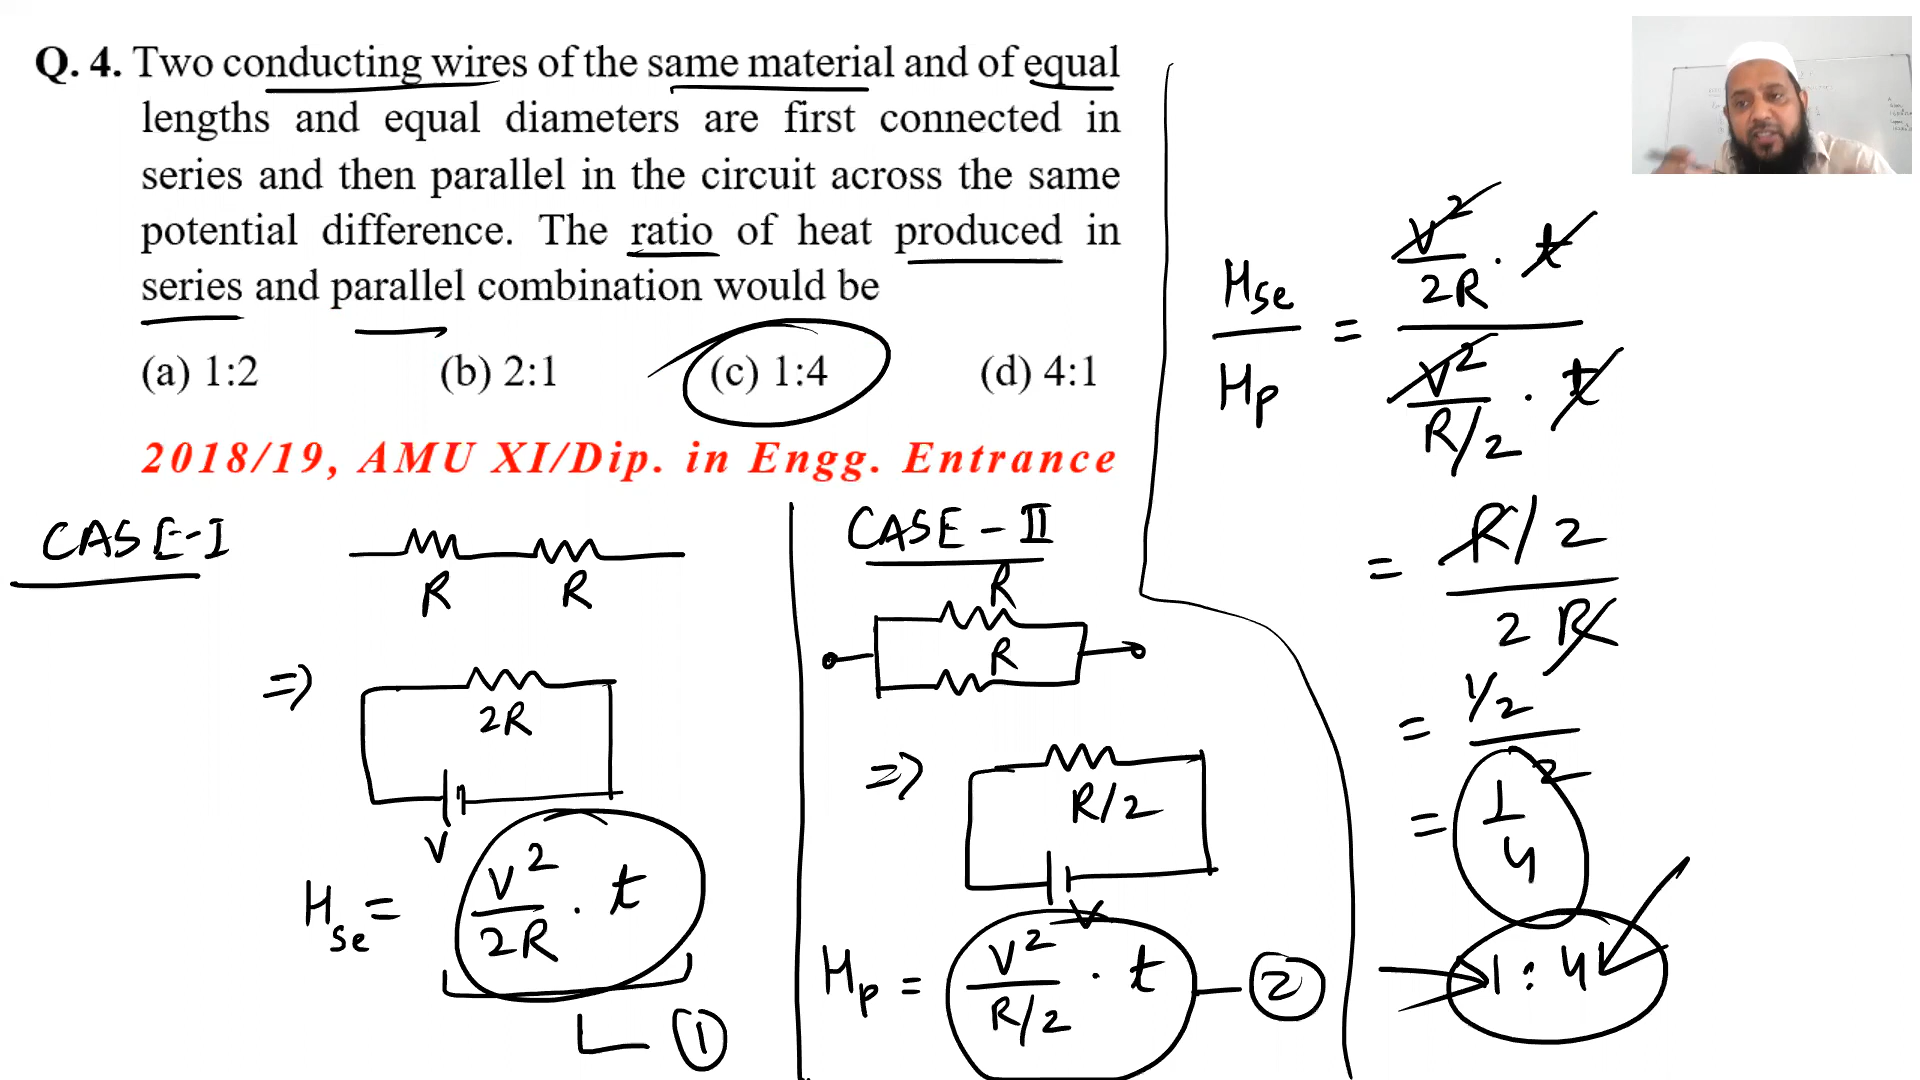 Q. 4. Two conducting wires of the same material and of equal
lengths and equal diameters are first connected in
series and then parallel in the circuit across the same
potential difference. The ratio of heat produced in
series and parallel combination would be
(a) 1:2 (b) 2:1 (c) 1:4 (d) 4:1
2018/19, AMU XI/Dip. in Engg. Entrance
CASE-I
R R
=>
2R
V
Hse = V²/2R . t
1
CASE-II
R
R
=>
R/2
V
Hp = V²/(R/2) . t — 2
Hse/Hp = (V²/2R . t)/(V²/(R/2) . t)
= (R/2)/(2R)
= (1/2)/2
= 1/4
1:4